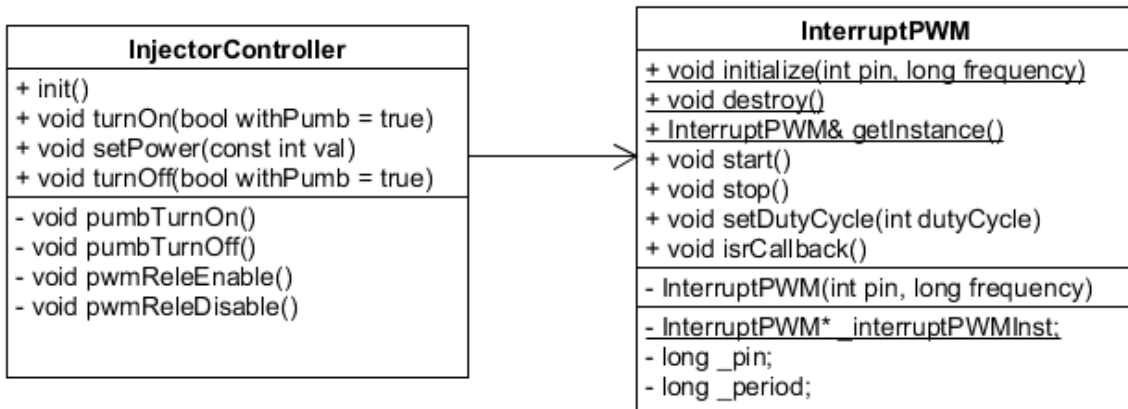 InjectorController
+ init()
+ void turnOn(bool withPumb = true)
+ void setPower(const int val)
+ void turnOff(bool withPumb = true)
- void pumbTurnOn()
- void pumbTurnOff()
- void pwmReleEnable()
- void pwmReleDisable()
InterruptPWM
+ void initialize(int pin, long frequency)
+ void destroy()
+ InterruptPWM& getInstance()
+ void start()
+ void stop()
+ void setDutyCycle(int dutyCycle)
+ void isrCallback()
- InterruptPWM(int pin, long frequency)
- InterruptPWM* _interruptPWMInst;
- long _pin;
- long _period;